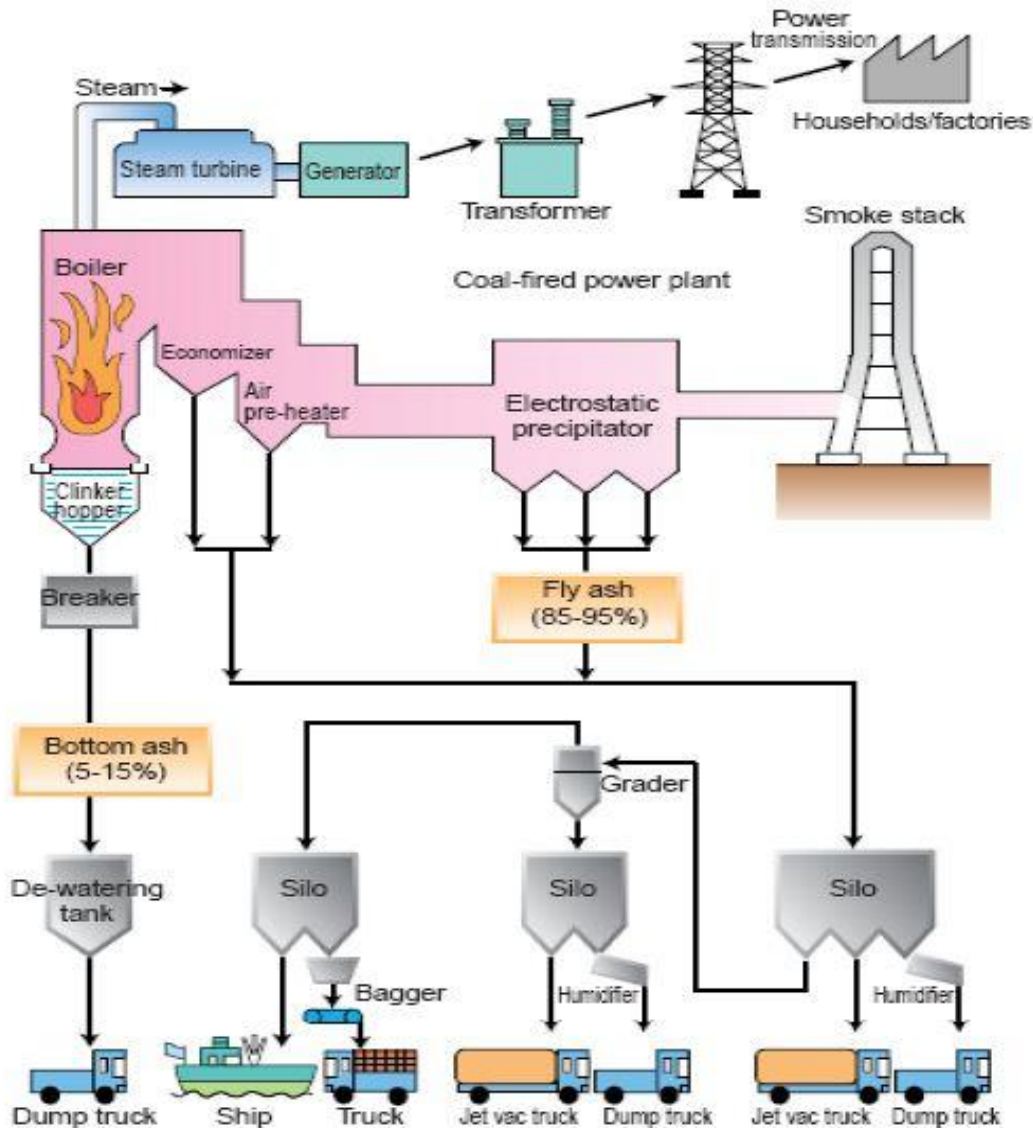 Power
transmission
Steam
Households/factories
Steam turbine
Generator
Transformer
Smoke stack
Boiler
Coal-fired power plant
Economizer
Air
pre-heater
Electrostatic
precipitator
Clinker
hopper
Breaker
Fly ash
(85-95%)
Bottom ash
(5-15%)
Grader
De-watering
tank
Silo
Silo
Silo
Bagger
Humidifier
Humidifier
Dump truck
Ship
Truck
Jet vac truck
Dump truck
Jet vac truck
Dump truck